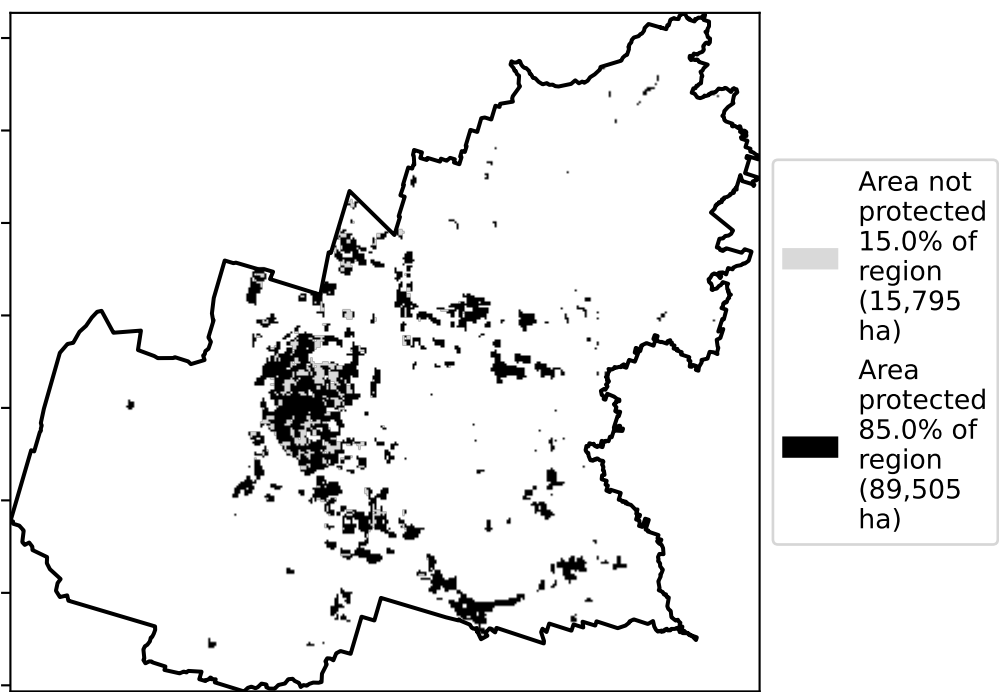 Area not
protected
15.0% of
region
(15,795
ha)
Area
protected
85.0% of
region
(89,505
ha)